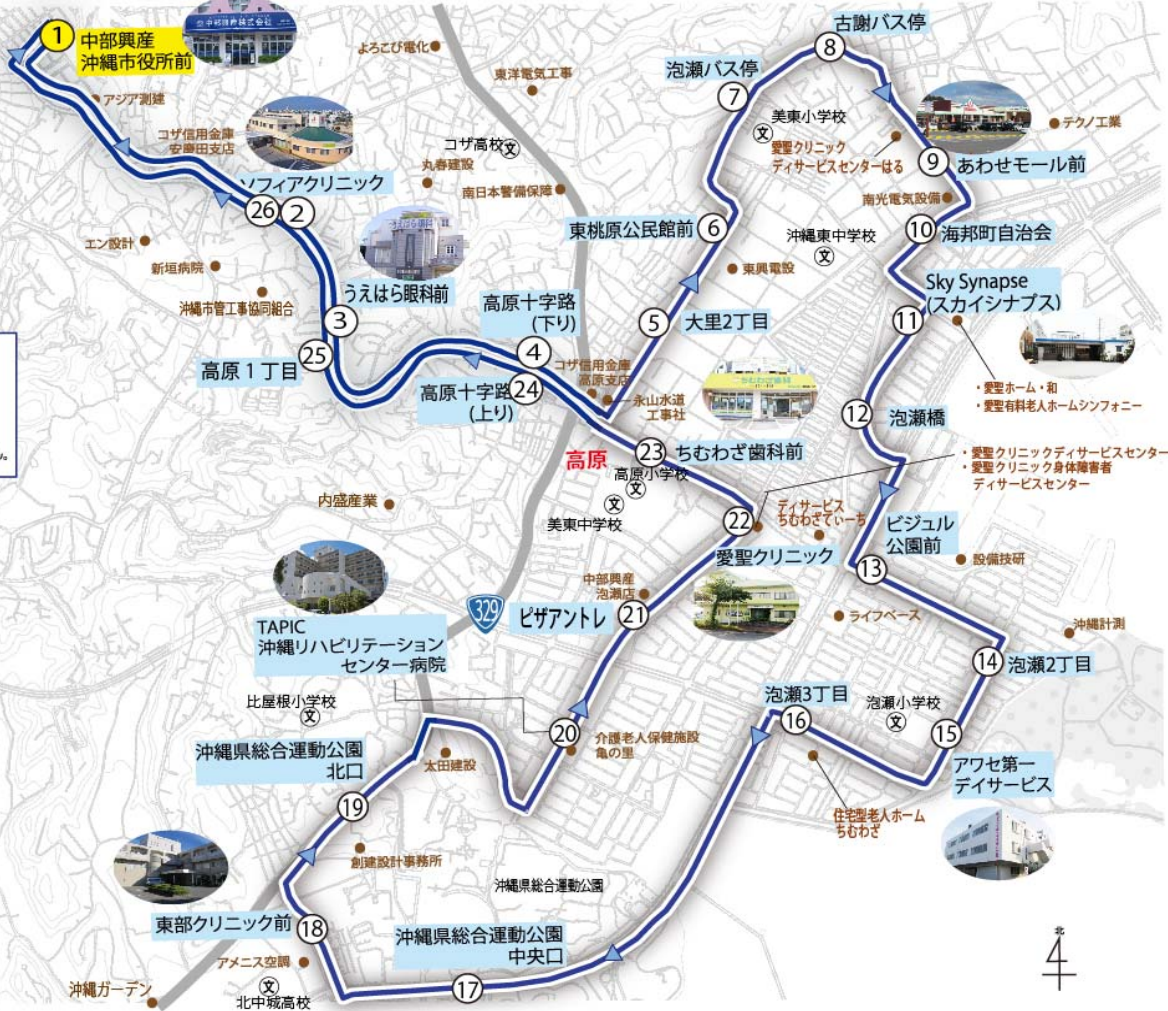 1
中部興産
沖縄市役所前
中部興産株式会社
アジア測建
よろこび電化
東洋電気工事
コザ信用金庫
安慶田支店
コザ高校
文
丸春建設
南日本警備保障
ソフィアクリニック
26
2
エン設計
新垣病院
沖縄市管工事協同組合
うえはら眼科前
3
25
高原1丁目
高原十字路
(下り)
4
24
高原十字路
(上り)
コザ信用金庫
高原支店
永山水道
工事社
5
大里2丁目
東桃原公民館前
6
東興電設
泡瀬バス停
7
古謝バス停
8
美東小学校
文
愛聖クリニック
ディサービスセンターはる
テクノ工業
9
あわせモール前
南光電気設備
10
海邦町自治会
沖縄東中学校
文
Sky Synapse
(スカイシナプス)
11
・愛聖ホーム・和
・愛聖有料老人ホームシンフォニー
12
泡瀬橋
ちむわざ歯科
23
ちむわざ歯科前
高原
高原小学校
文
美東中学校
文
・愛聖クリニックディサービスセンター
・愛聖クリニック身体障害者
ディサービスセンター
22
愛聖クリニック
ディサービス
ちむわざてぃーち
ビジュル
公園前
13
設備技研
内盛産業
中部興産
泡瀬店
21
ピザアントレ
329
ライフベース
沖縄計測
14
泡瀬2丁目
TAPIC
沖縄リハビリテーション
センター病院
比屋根小学校
文
泡瀬3丁目
16
泡瀬小学校
文
15
アワセ第一
デイサービス
20
介護老人保健施設
亀の里
太田建設
沖縄県総合運動公園
北口
19
住宅型老人ホーム
ちむわざ
創建設計事務所
沖縄県総合運動公園
東部クリニック前
18
沖縄県総合運動公園
中央口
17
アメニス空調
文
北中城高校
沖縄ガーデン
北